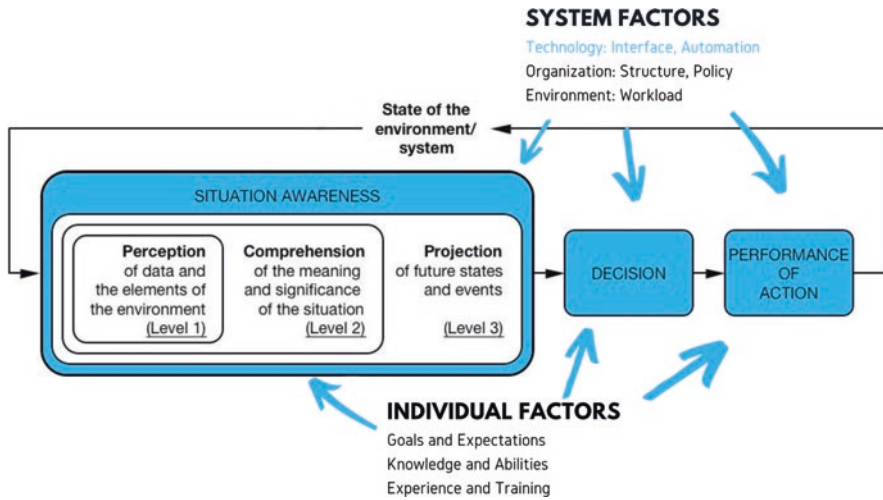 SYSTEM FACTORS
Technology: Interface, Automation
Organization: Structure, Policy
Environment: Workload
State of the
environment/
system
SITUATION AWARENESS
Perception
of data and
the elements of
the environment
(Level 1)
Comprehension
of the meaning
and significance
of the situation
(Level 2)
Projection
of future states
and events
(Level 3)
DECISION
PERFORMANCE
OF
ACTION
INDIVIDUAL FACTORS
Goals and Expectations
Knowledge and Abilities
Experience and Training